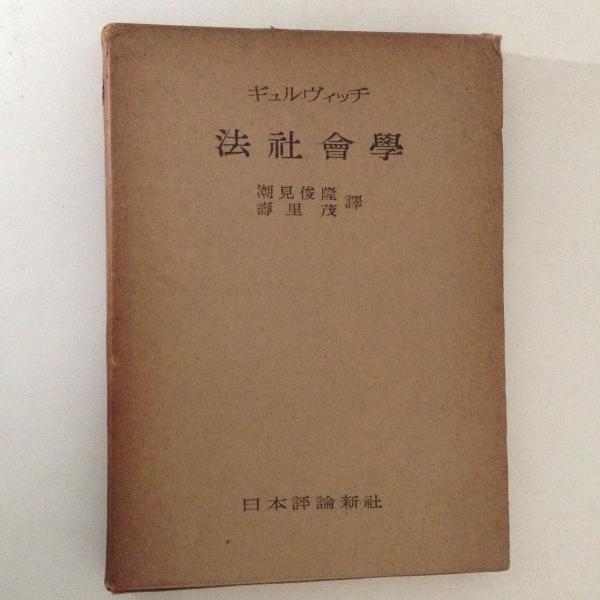 ギュルヴィッチ
法社會學
潮見俊隆
壽里茂 譯
日本評論新社